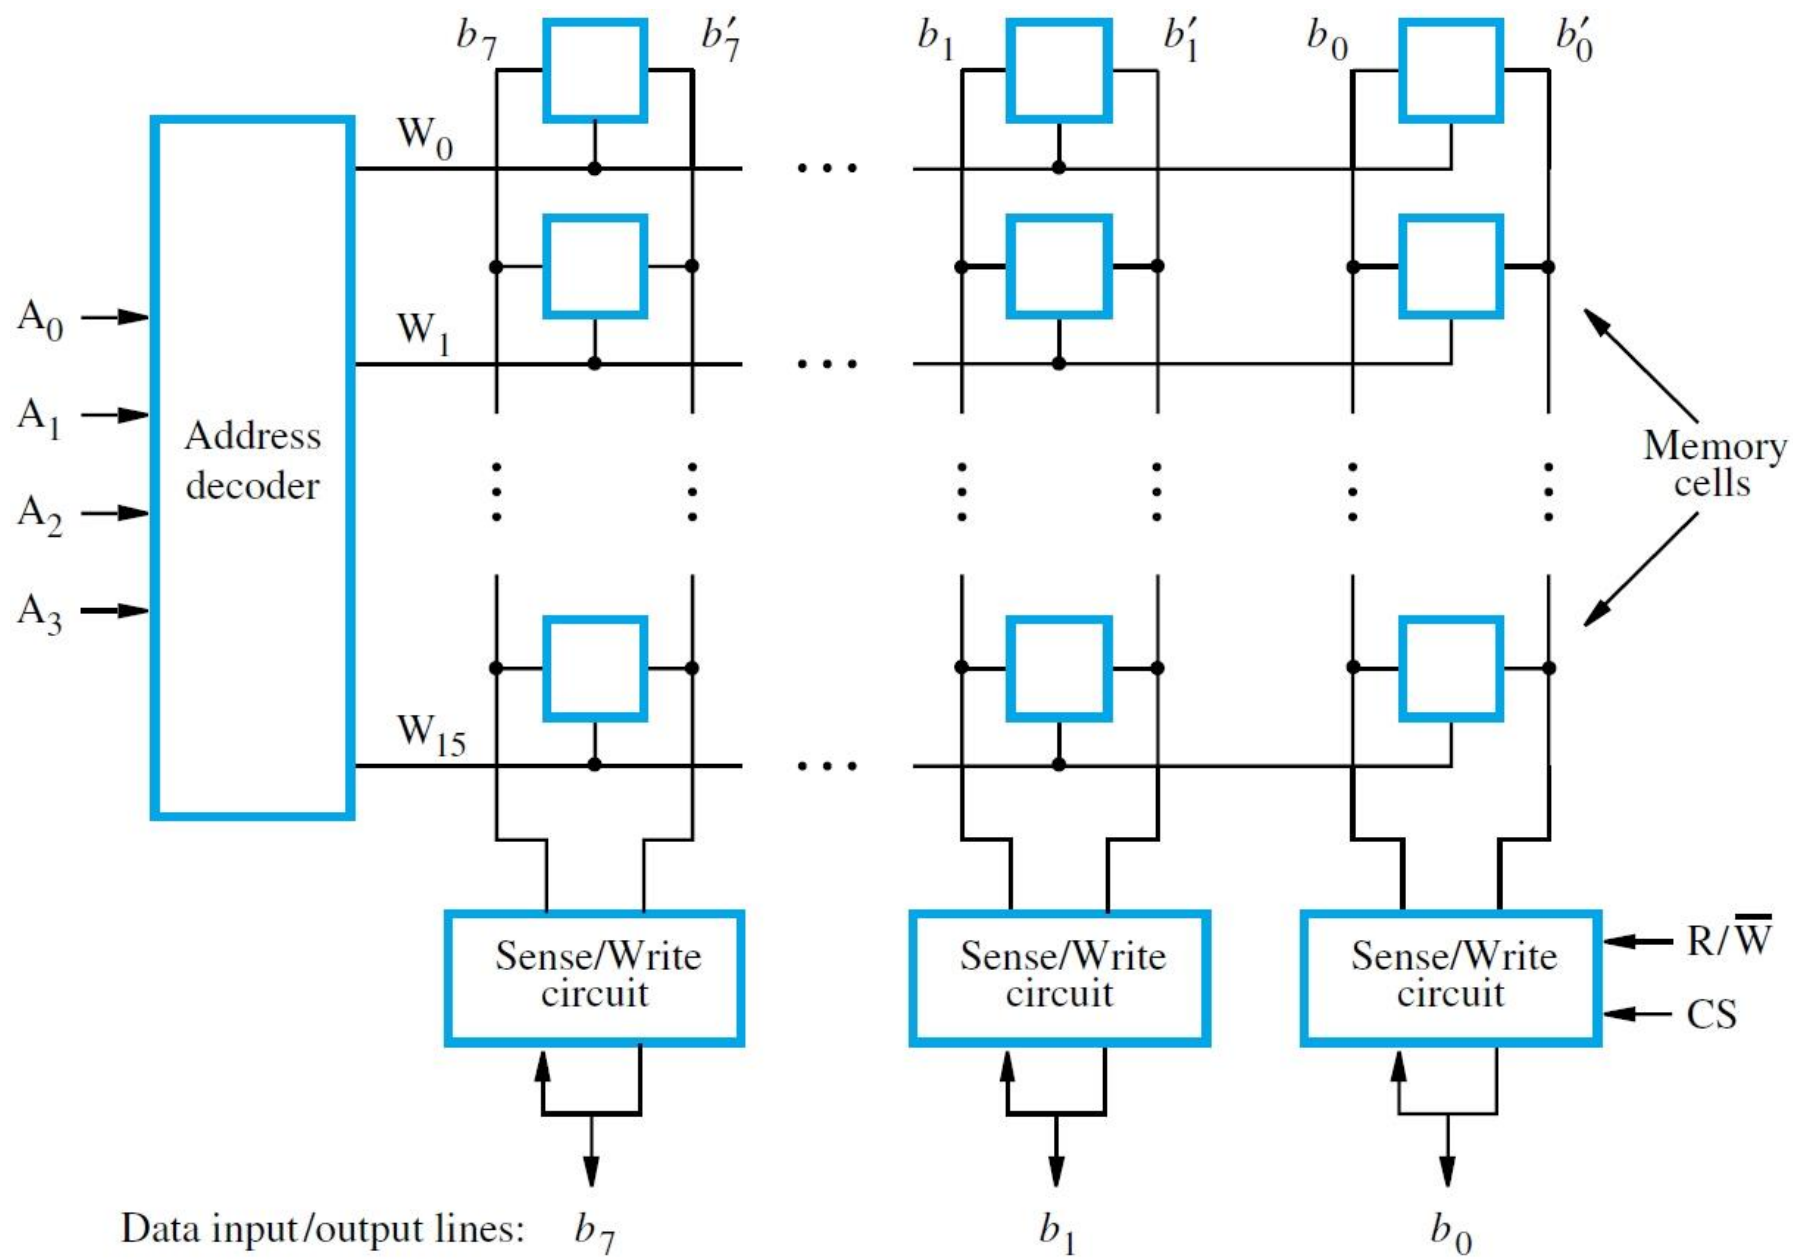 b7 b′7 b1 b′1 b0 b′0
W0
W1
A0
A1
A2
A3
Address
decoder
Memory
cells
W15
Sense/Write
circuit
Sense/Write
circuit
Sense/Write
circuit
R/W̅
CS
Data input/output lines: b7 b1 b0